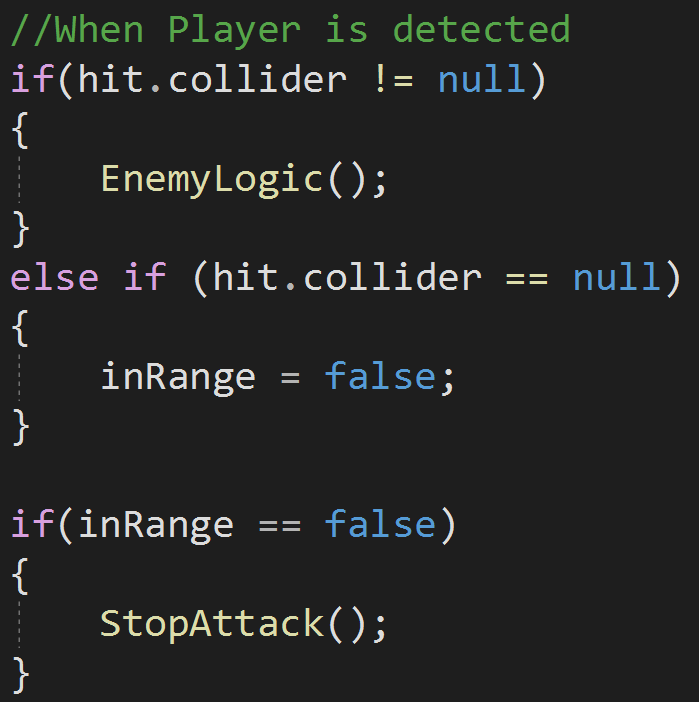 //When Player is detected
if(hit.collider != null)
{
    EnemyLogic();
}
else if (hit.collider == null)
{
    inRange = false;
}

if(inRange == false)
{
    StopAttack();
}